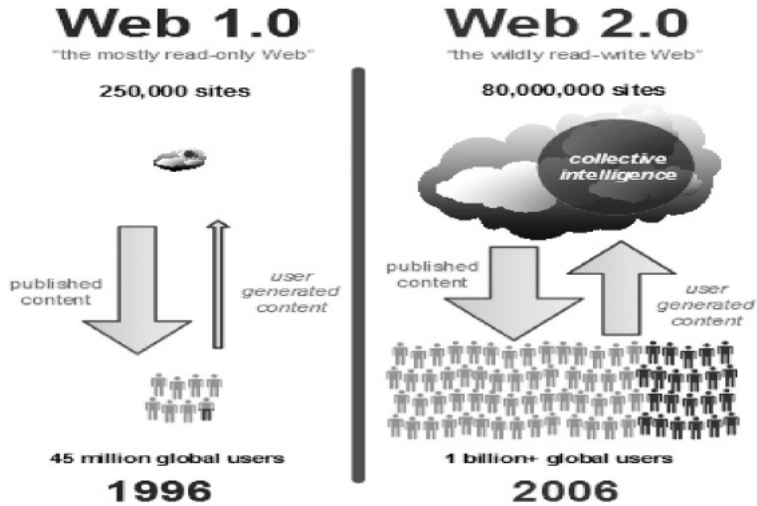 Web 1.0
"the mostly read-only Web"
250,000 sites
published
content
user
generated
content
45 million global users
1996
Web 2.0
"the wildly read-write Web"
80,000,000 sites
collective
intelligence
published
content
user
generated
content
1 billion+ global users
2006